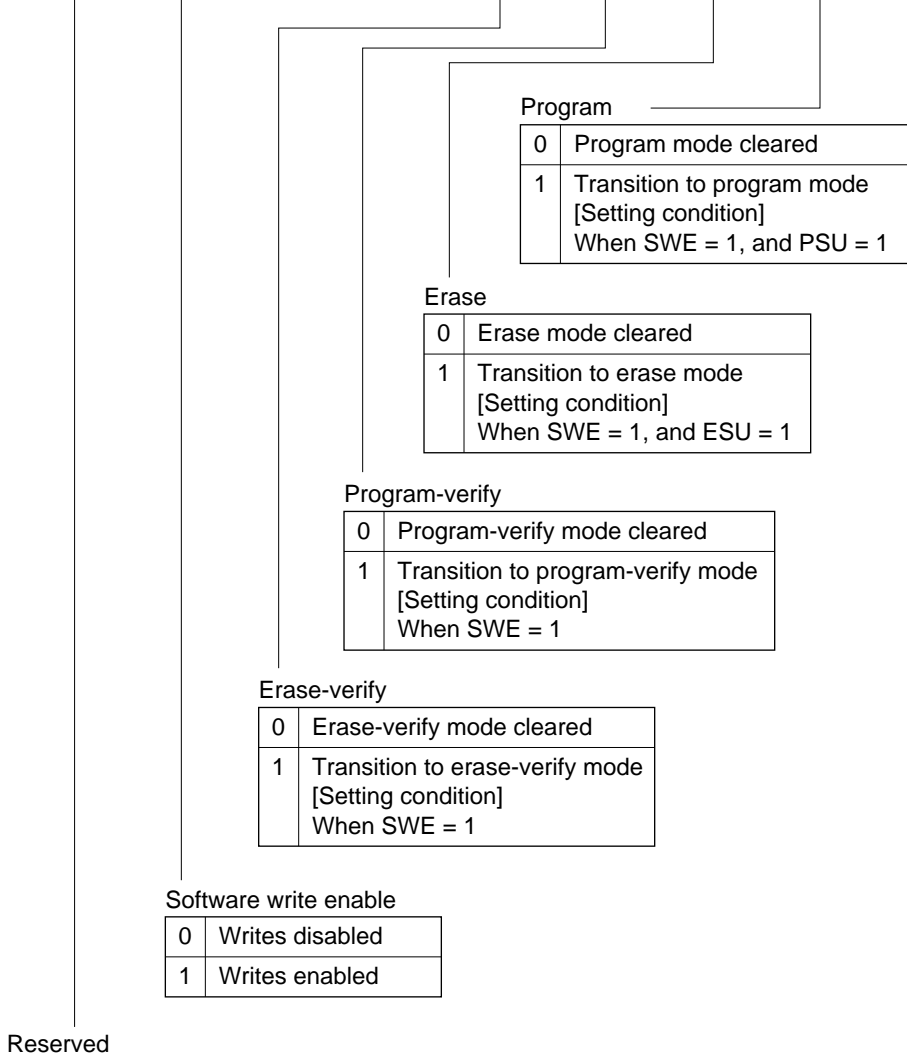 Program
0 Program mode cleared
1 Transition to program mode
[Setting condition]
When SWE = 1, and PSU = 1
Erase
0 Erase mode cleared
1 Transition to erase mode
[Setting condition]
When SWE = 1, and ESU = 1
Program-verify
0 Program-verify mode cleared
1 Transition to program-verify mode
[Setting condition]
When SWE = 1
Erase-verify
0 Erase-verify mode cleared
1 Transition to erase-verify mode
[Setting condition]
When SWE = 1
Software write enable
0 Writes disabled
1 Writes enabled
Reserved